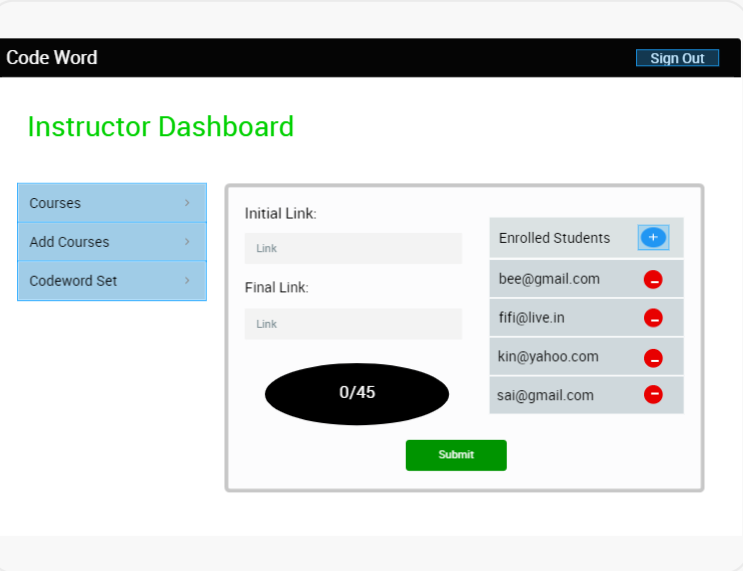 Code Word
Sign Out
Instructor Dashboard
Courses
Add Courses
Codeword Set
Initial Link:
Link
Final Link:
Link
0/45
Enrolled Students
bee@gmail.com
fifi@live.in
kin@yahoo.com
sai@gmail.com
Submit